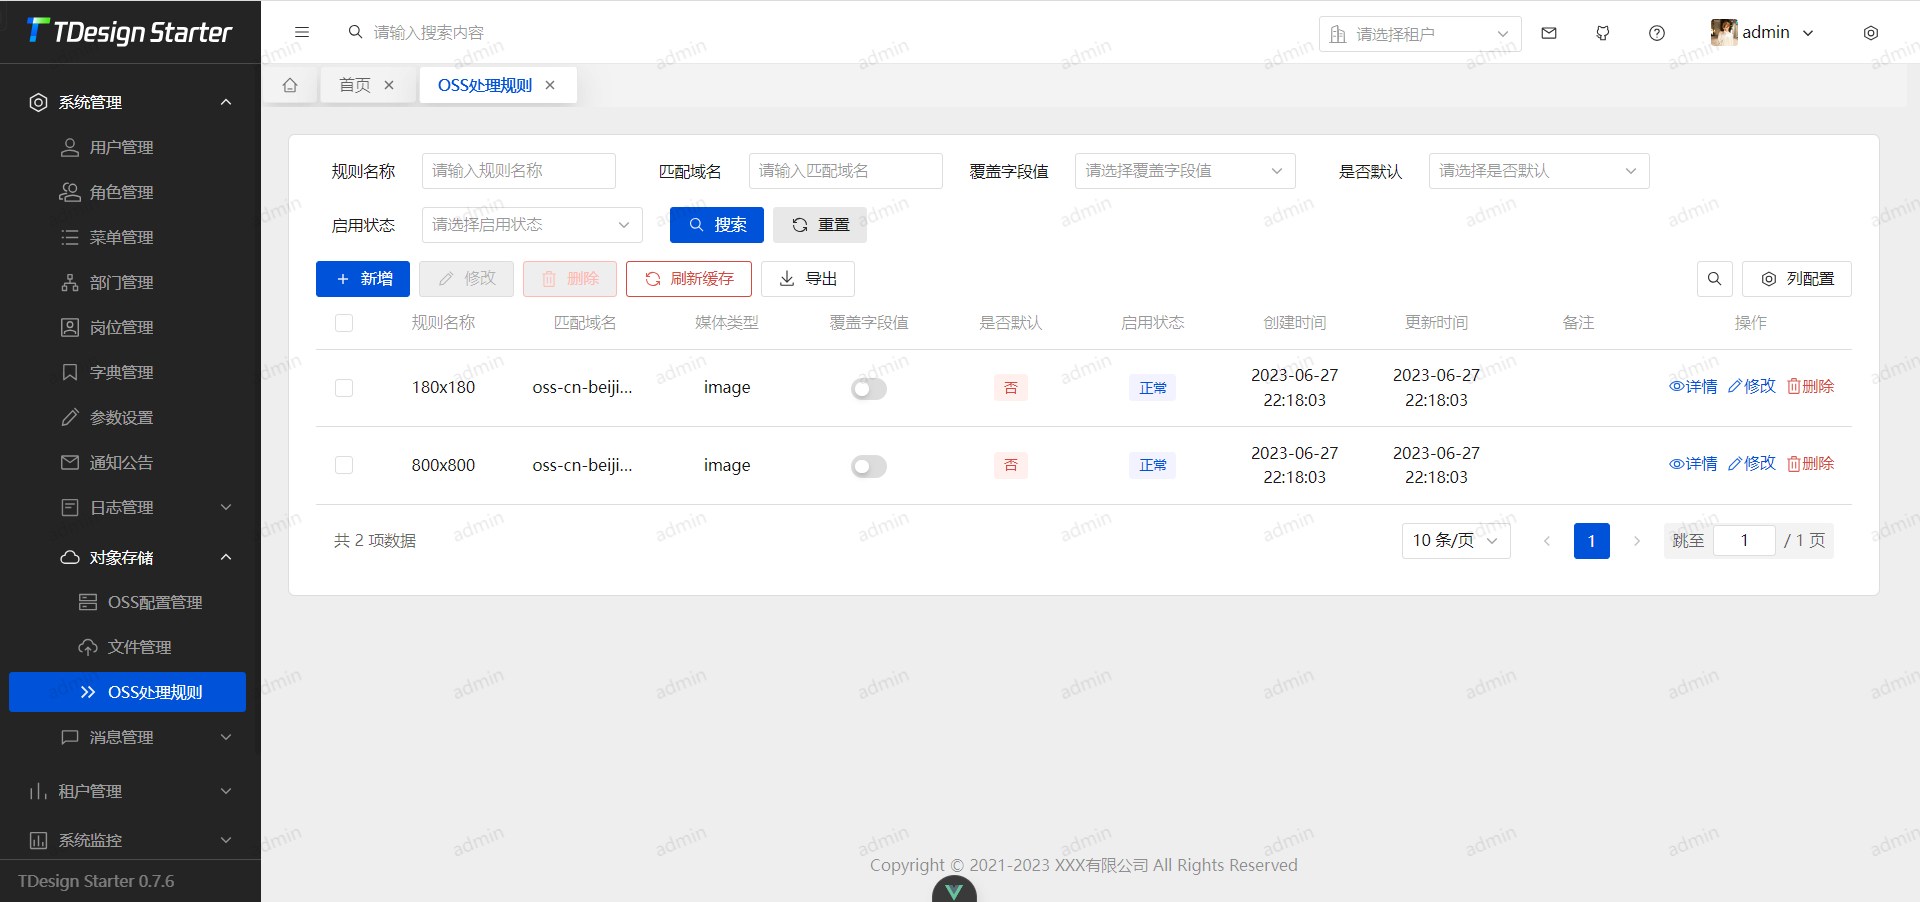 TDesign Starter
请输入搜索内容
请选择租户
admin
首页
OSS处理规则
系统管理
用户管理
角色管理
菜单管理
部门管理
岗位管理
字典管理
参数设置
通知公告
日志管理
对象存储
OSS配置管理
文件管理
OSS处理规则
消息管理
租户管理
系统监控
TDesign Starter 0.7.6
规则名称 请输入规则名称 匹配域名 请输入匹配域名 覆盖字段值 请选择覆盖字段值 是否默认 请选择是否默认
启用状态 请选择启用状态 搜索 重置
新增 修改 删除 刷新缓存 导出 列配置
规则名称 匹配域名 媒体类型 覆盖字段值 是否默认 启用状态 创建时间 更新时间 备注 操作
180x180 oss-cn-beiji... image 否 正常 2023-06-27 22:18:03 2023-06-27 22:18:03 详情 修改 删除
800x800 oss-cn-beiji... image 否 正常 2023-06-27 22:18:03 2023-06-27 22:18:03 详情 修改 删除
共 2 项数据 10 条/页 1 跳至 1 / 1 页
Copyright © 2021-2023 XXX有限公司 All Rights Reserved